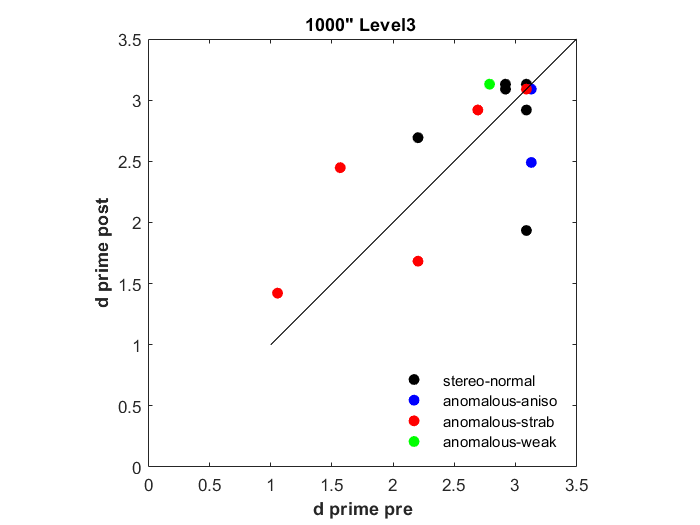 1000" Level3
3.5
3
2.5
2
1.5
1
0.5
0
d prime post
stereo-normal
anomalous-aniso
anomalous-strab
anomalous-weak
0 0.5 1 1.5 2 2.5 3 3.5
d prime pre